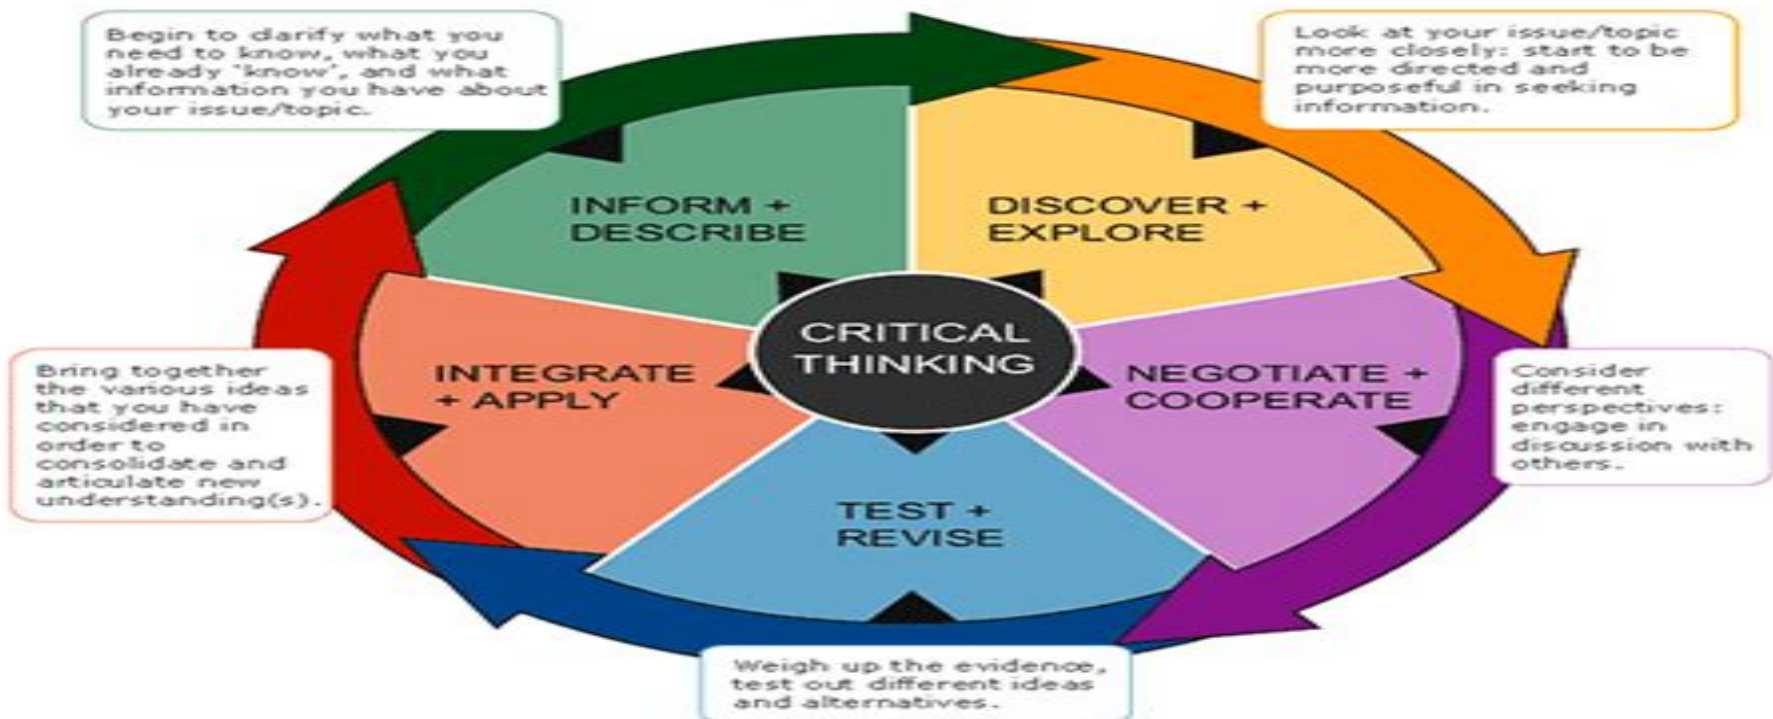 Begin to clarify what you
need to know, what you
already 'know', and what
information you have about
your issue/topic.
Look at your issue/topic
more closely: start to be
more directed and
purposeful in seeking
information.
INFORM +
DESCRIBE
DISCOVER +
EXPLORE
CRITICAL
THINKING
INTEGRATE
+ APPLY
NEGOTIATE +
COOPERATE
TEST +
REVISE
Bring together
the various ideas
that you have
considered in
order to
consolidate and
articulate new
understanding(s).
Consider
different
perspectives:
engage in
discussion with
others.
Weigh up the evidence,
test out different ideas
and alternatives.